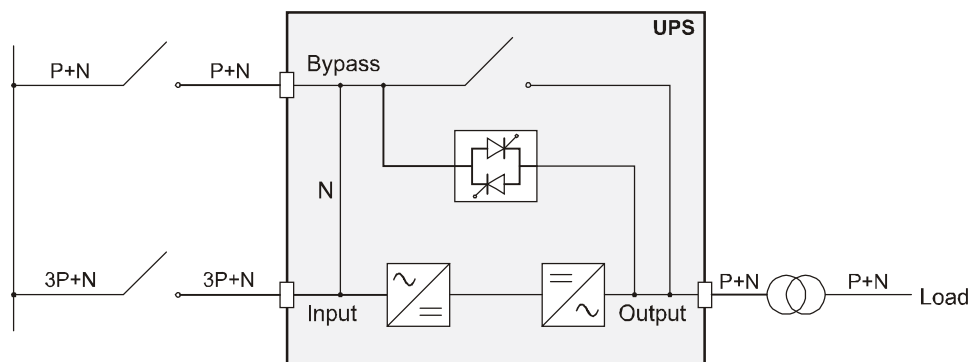 UPS
P+N
P+N
Bypass
N
3P+N
3P+N
Input
Output
P+N
P+N
Load